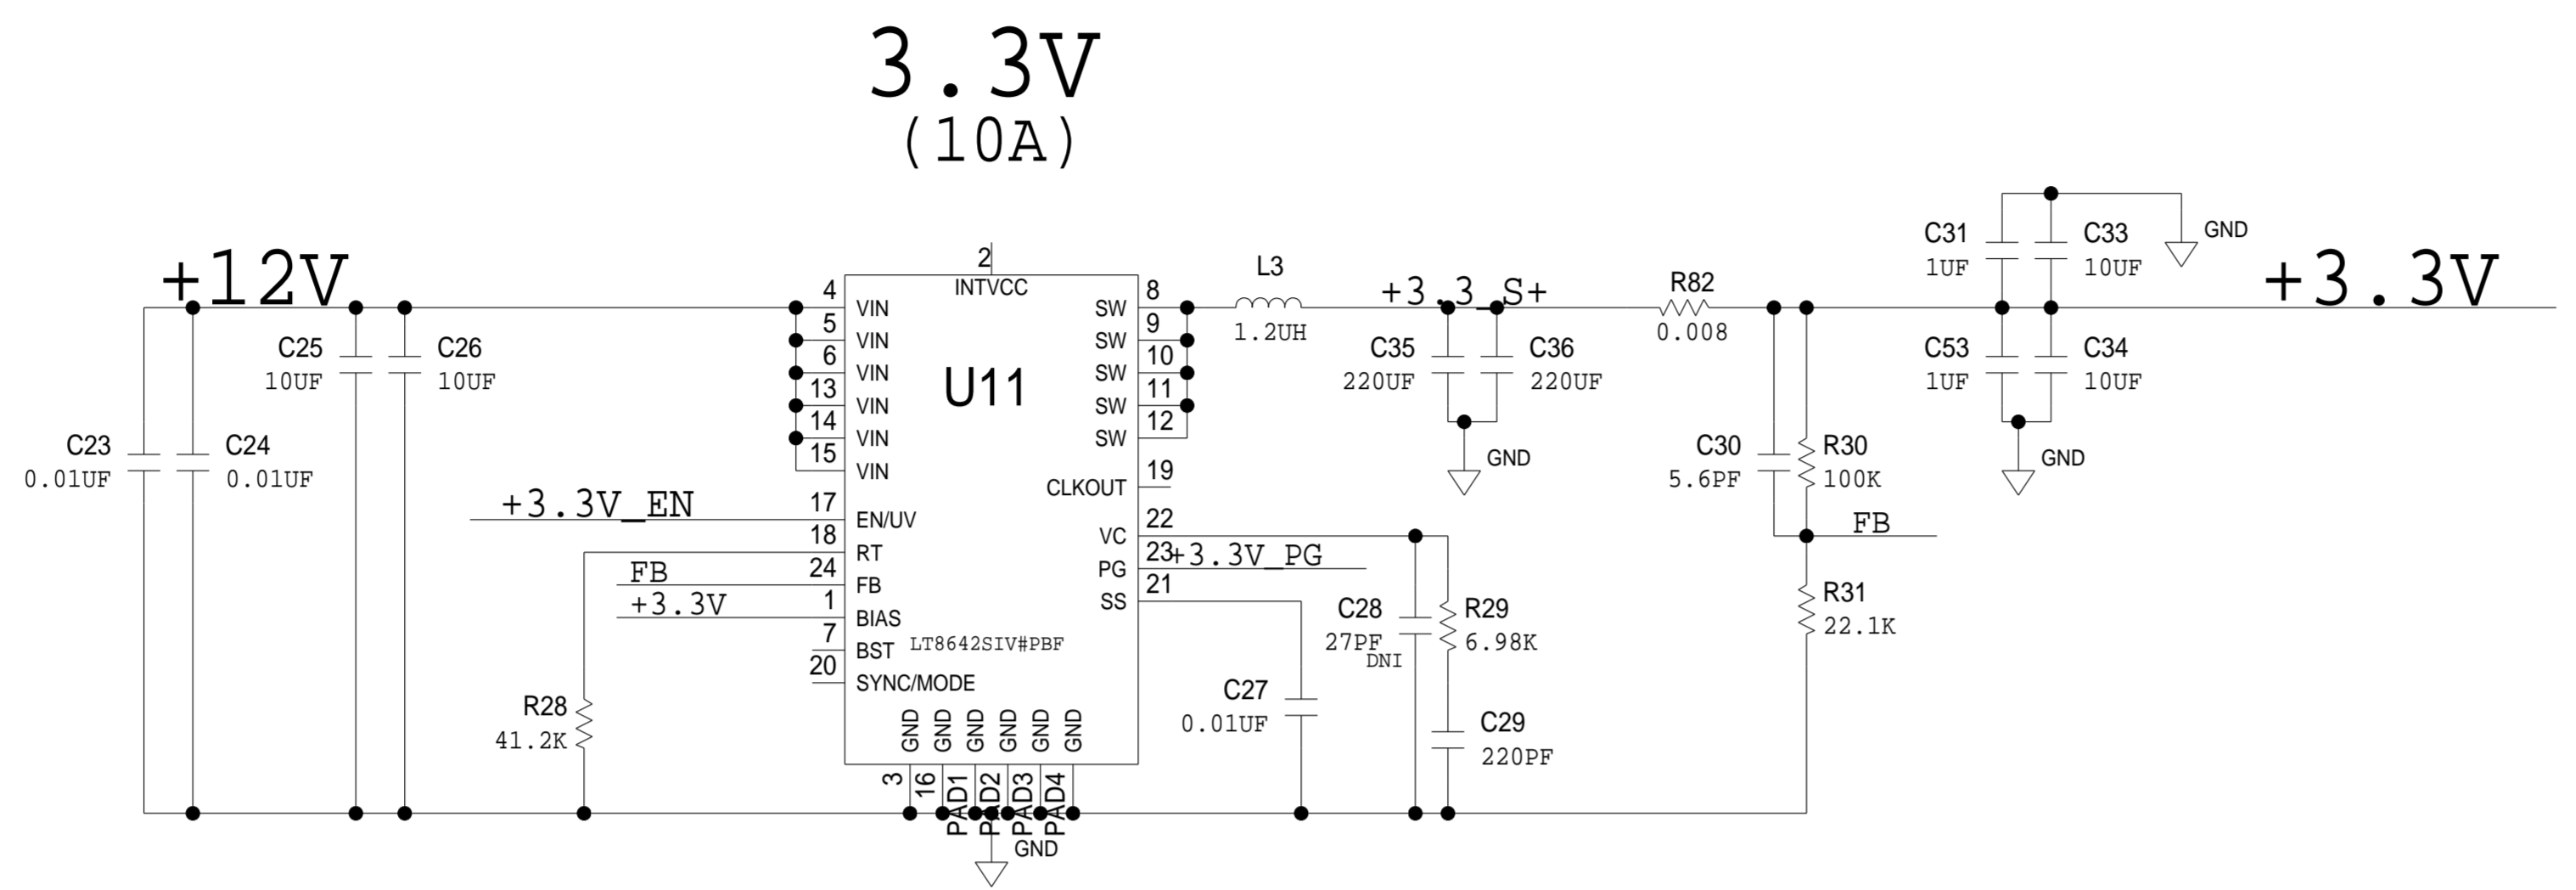 3.3V
(10A)
+12V
C23
0.01UF
C24
0.01UF
C25
10UF
C26
10UF
+3.3V_EN
FB
+3.3V
R28
41.2K
2
INTVCC
4
VIN
5
VIN
6
VIN
13
VIN
14
VIN
15
VIN
17
EN/UV
18
RT
24
FB
1
BIAS
7
BST
20
SYNC/MODE
U11
LT8642SIV#PBF
8
SW
9
SW
10
SW
11
SW
12
SW
19
CLKOUT
22
VC
23
PG
21
SS
GND
GND
GND
GND
GND
GND
3
16
PAD1
PAD2
PAD3
PAD4
GND
L3
1.2UH
+3.3_S+
C35
220UF
C36
220UF
GND
+3.3V_PG
C28
27PF
DNI
R29
6.98K
C27
0.01UF
C29
220PF
R82
0.008
C30
5.6PF
R30
100K
FB
R31
22.1K
C31
1UF
C33
10UF
GND
+3.3V
C53
1UF
C34
10UF
GND